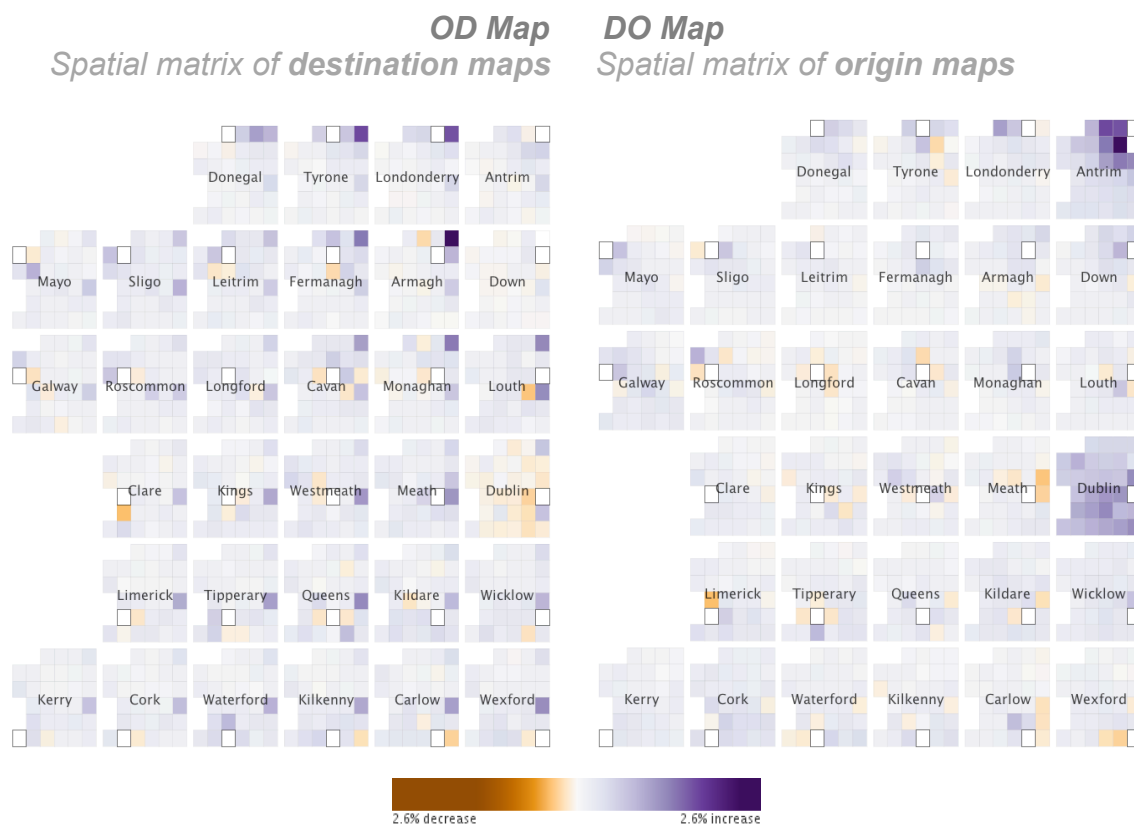 OD Map
Spatial matrix of destination maps
DO Map
Spatial matrix of origin maps
Donegal Tyrone Londonderry Antrim
Mayo Sligo Leitrim Fermanagh Armagh Down
Galway Roscommon Longford Cavan Monaghan Louth
Clare Kings Westmeath Meath Dublin
Limerick Tipperary Queens Kildare Wicklow
Kerry Cork Waterford Kilkenny Carlow Wexford
Donegal Tyrone Londonderry Antrim
Mayo Sligo Leitrim Fermanagh Armagh Down
Galway Roscommon Longford Cavan Monaghan Louth
Clare Kings Westmeath Meath Dublin
Limerick Tipperary Queens Kildare Wicklow
Kerry Cork Waterford Kilkenny Carlow Wexford
2.6% decrease 2.6% increase